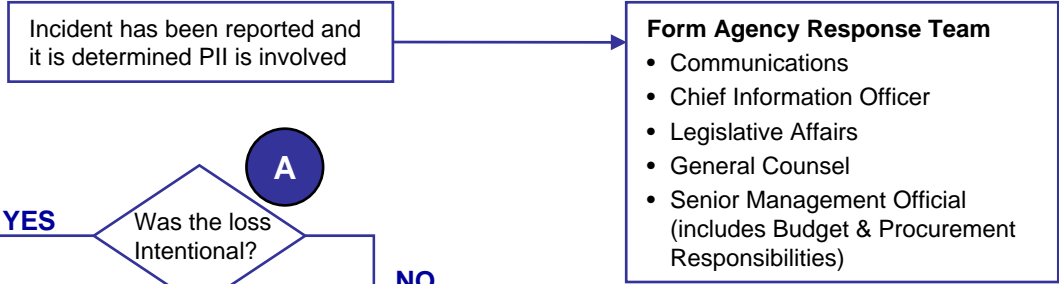 Incident has been reported and
it is determined PII is involved
Form Agency Response Team
• Communications
• Chief Information Officer
• Legislative Affairs
• General Counsel
• Senior Management Official
(includes Budget & Procurement
Responsibilities)
A
YES
Was the loss
Intentional?
NO